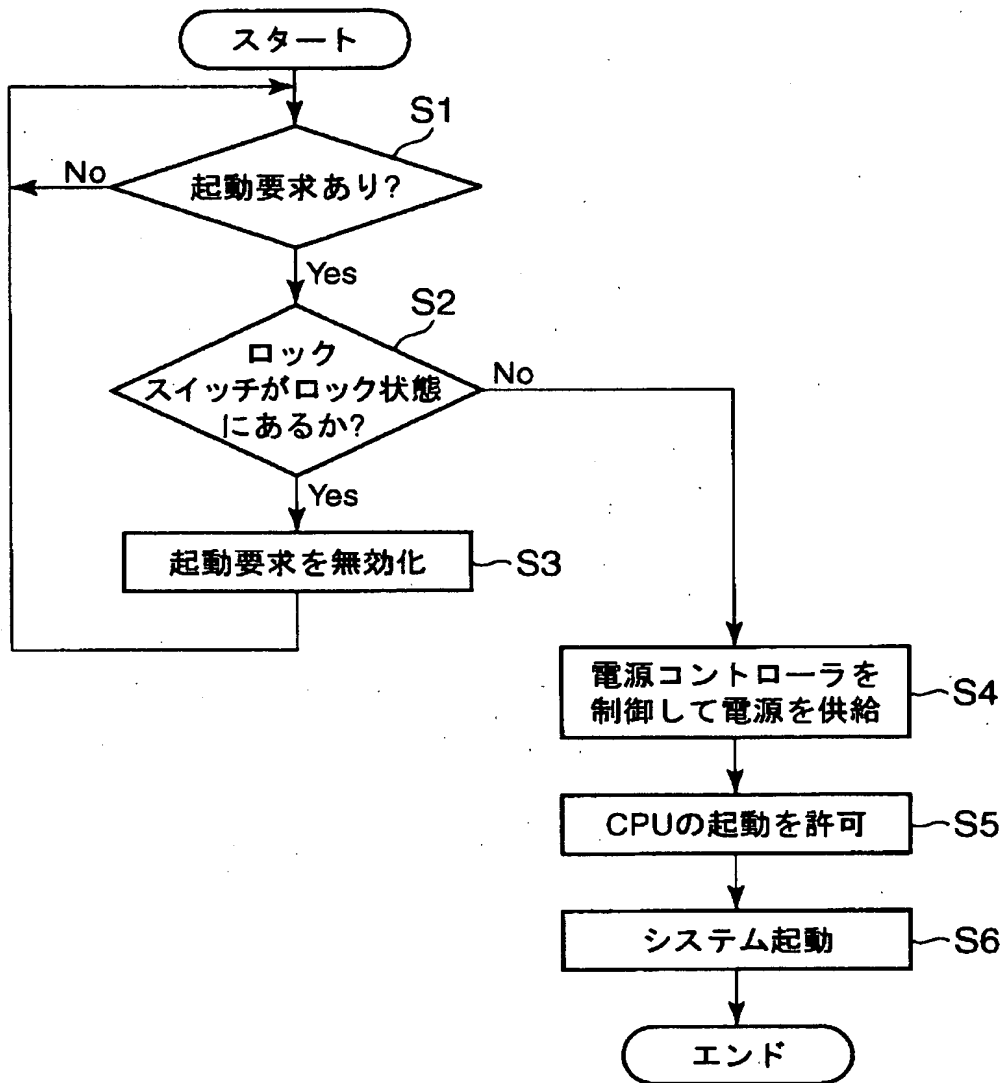 スタート
S1
No
起動要求あり?
Yes
S2
ロック
スイッチがロック状態
にあるか?
No
Yes
起動要求を無効化
S3
電源コントローラを
制御して電源を供給
S4
CPUの起動を許可
S5
システム起動
S6
エンド